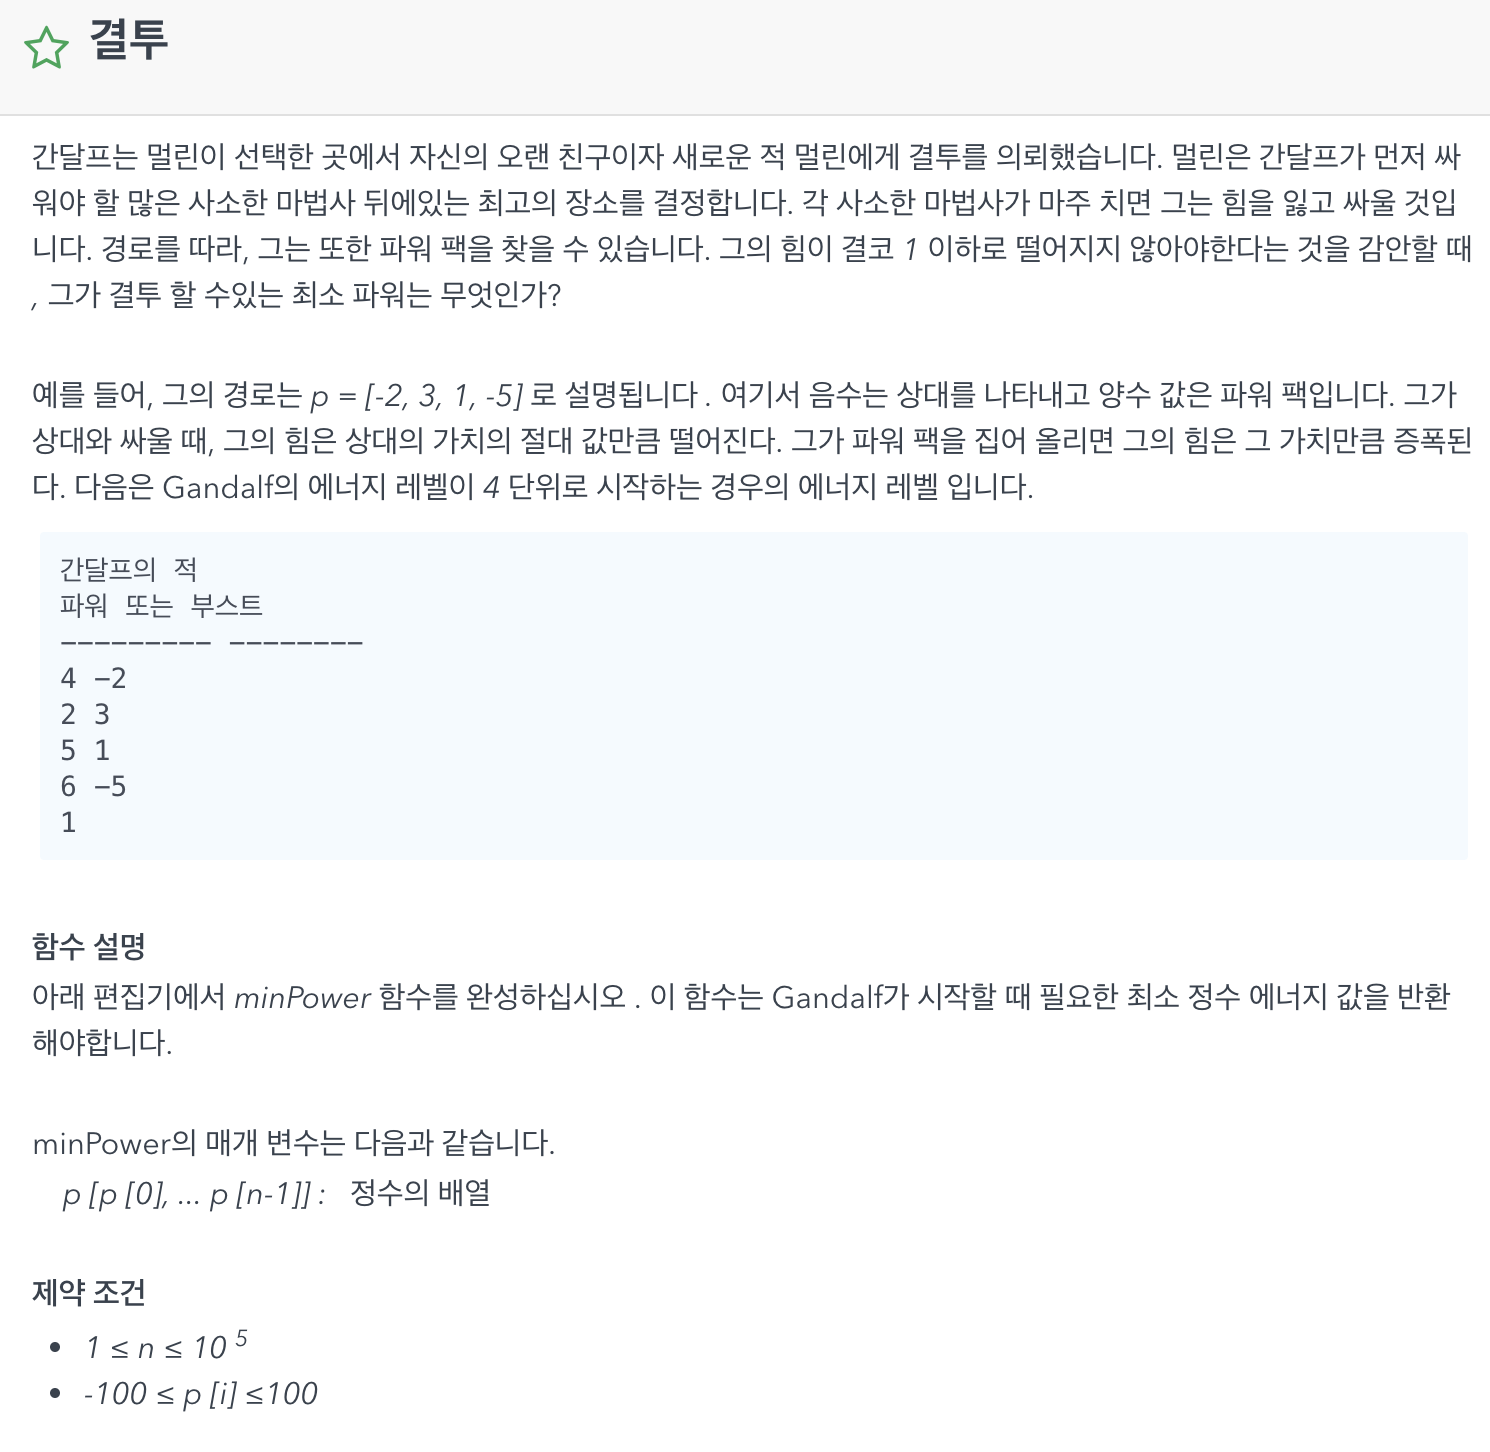 결투
간달프는 멀린이 선택한 곳에서 자신의 오랜 친구이자 새로운 적 멀린에게 결투를 의뢰했습니다. 멀린은 간달프가 먼저 싸
워야 할 많은 사소한 마법사 뒤에있는 최고의 장소를 결정합니다. 각 사소한 마법사가 마주 치면 그는 힘을 잃고 싸울 것입
니다. 경로를 따라, 그는 또한 파워 팩을 찾을 수 있습니다. 그의 힘이 결코 1 이하로 떨어지지 않아야한다는 것을 감안할 때
, 그가 결투 할 수있는 최소 파워는 무엇인가?
예를 들어, 그의 경로는 p = [-2, 3, 1, -5] 로 설명됩니다 . 여기서 음수는 상대를 나타내고 양수 값은 파워 팩입니다. 그가
상대와 싸울 때, 그의 힘은 상대의 가치의 절대 값만큼 떨어진다. 그가 파워 팩을 집어 올리면 그의 힘은 그 가치만큼 증폭된
다. 다음은 Gandalf의 에너지 레벨이 4 단위로 시작하는 경우의 에너지 레벨 입니다.
간달프의 적
파워 또는 부스트
————————— ————————
4 −2
2 3
5 1
6 −5
1
함수 설명
아래 편집기에서 minPower 함수를 완성하십시오 . 이 함수는 Gandalf가 시작할 때 필요한 최소 정수 에너지 값을 반환
해야합니다.
minPower의 매개 변수는 다음과 같습니다.
p [p [0], ... p [n-1]] : 정수의 배열
제약 조건
• 1 ≤ n ≤ 10 ⁵
• -100 ≤ p [i] ≤100